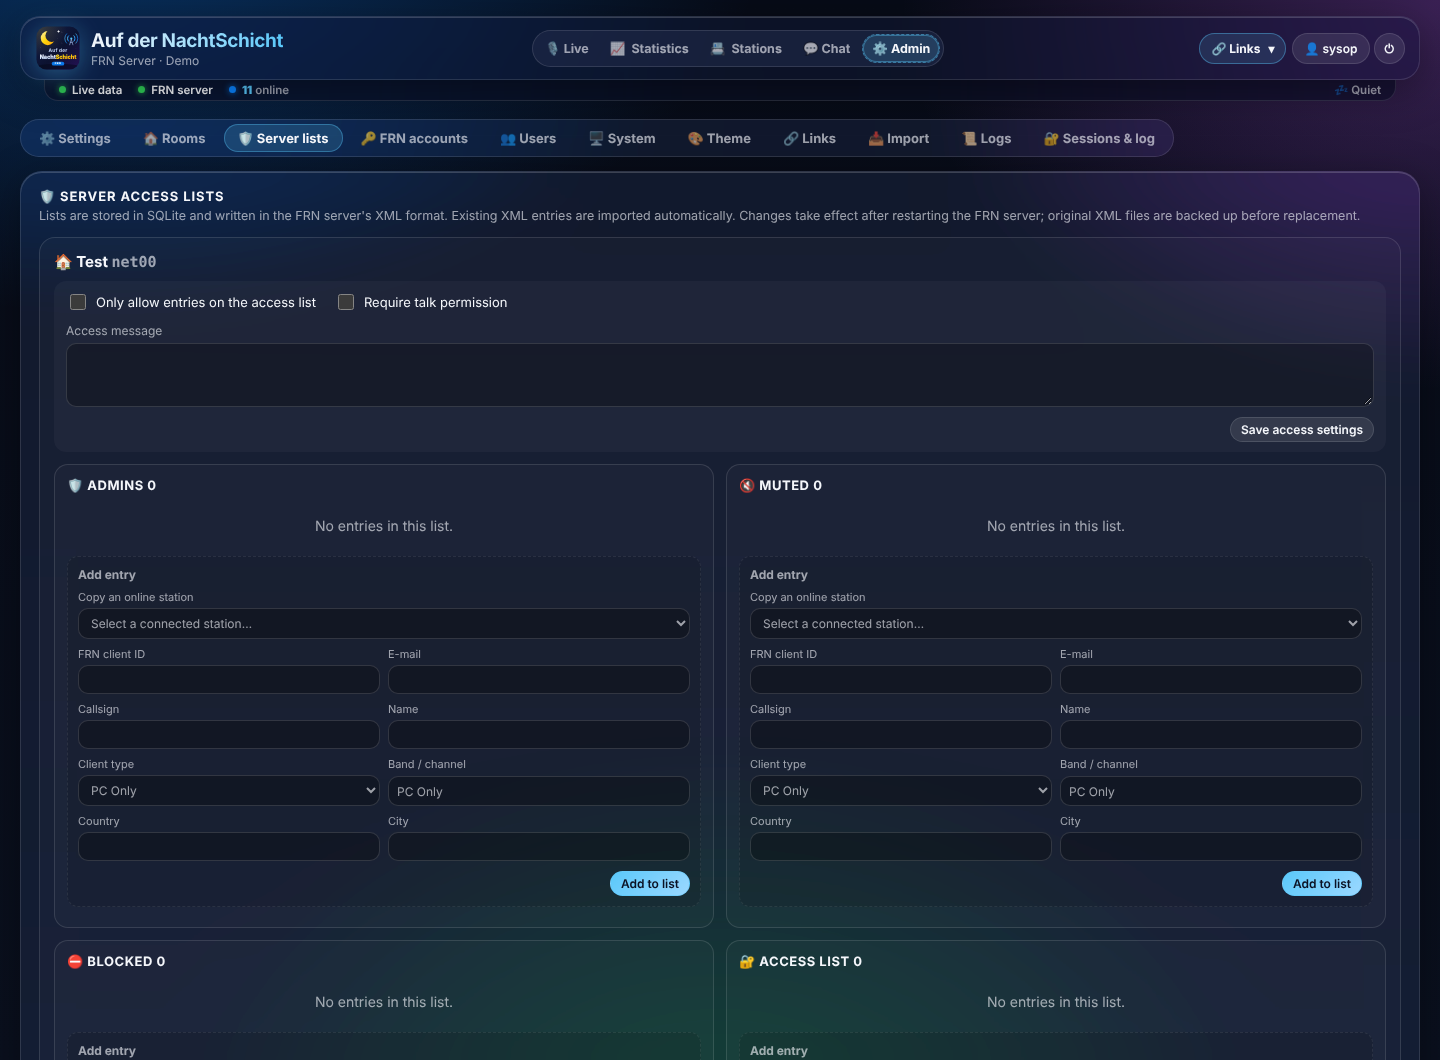 Auf der NachtSchicht
FRN Server · Demo
Auf der
NachtSchicht
Live
Statistics
Stations
Chat
Admin
Links ▾
sysop
Live data
FRN server
11 online
Quiet
Settings
Rooms
Server lists
FRN accounts
Users
System
Theme
Links
Import
Logs
Sessions & log
SERVER ACCESS LISTS
Lists are stored in SQLite and written in the FRN server's XML format. Existing XML entries are imported automatically. Changes take effect after restarting the FRN server; original XML files are backed up before replacement.
Test net00
Only allow entries on the access list
Require talk permission
Access message
Save access settings
ADMINS 0
No entries in this list.
Add entry
Copy an online station
Select a connected station...
FRN client ID
E-mail
Callsign
Name
Client type
Band / channel
PC Only
PC Only
Country
City
Add to list
MUTED 0
No entries in this list.
Add entry
Copy an online station
Select a connected station...
FRN client ID
E-mail
Callsign
Name
Client type
Band / channel
PC Only
PC Only
Country
City
Add to list
BLOCKED 0
No entries in this list.
Add entry
ACCESS LIST 0
No entries in this list.
Add entry